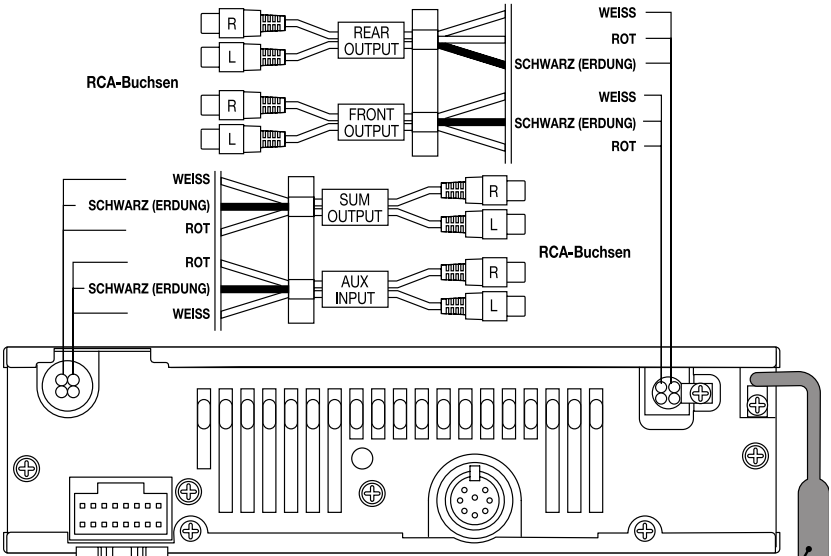 WEISS
R
REAR
OUTPUT
ROT
L
SCHWARZ (ERDUNG)
RCA-Buchsen
WEISS
R
FRONT
OUTPUT
SCHWARZ (ERDUNG)
L
ROT
WEISS
SUM
OUTPUT
R
SCHWARZ (ERDUNG)
L
ROT
RCA-Buchsen
ROT
AUX
INPUT
R
SCHWARZ (ERDUNG)
L
WEISS